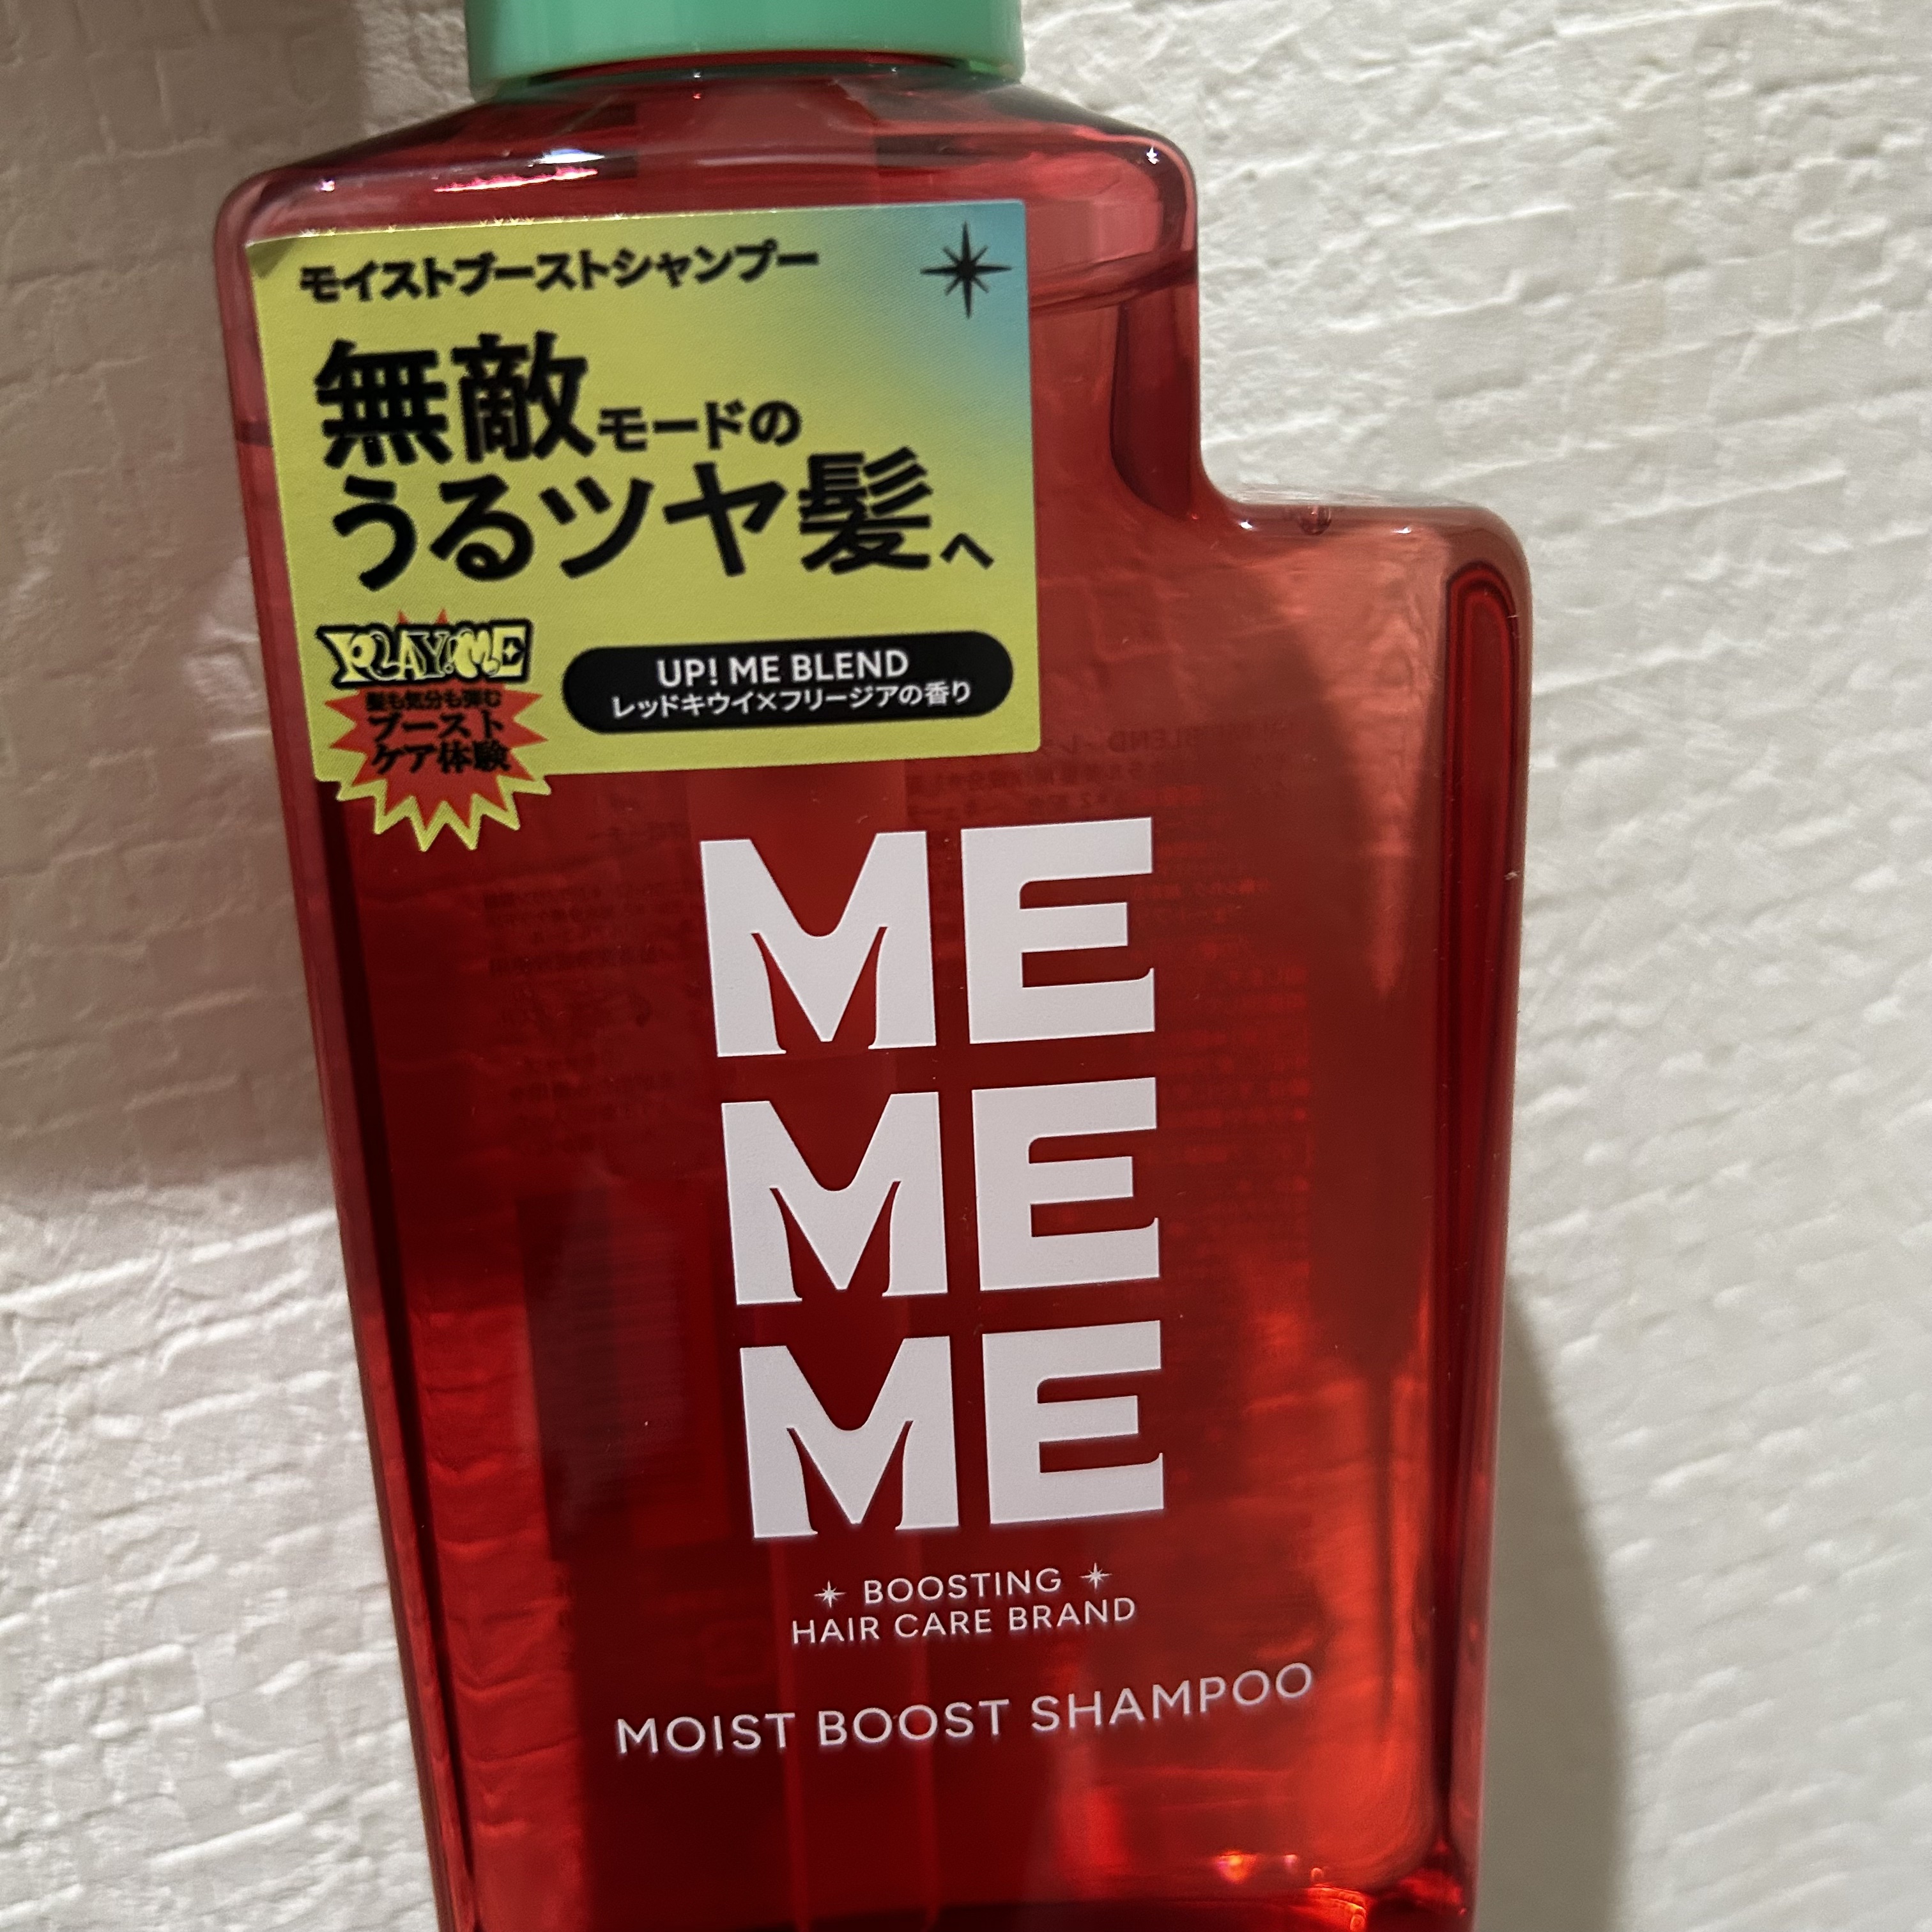 モイストブーストシャンプー
無敵モードの
うるツヤ髪へ
PLAY!ME
髪も気分も弾む
ブースト
ケア体験
UP! ME BLEND
レッドキウイ×フリージアの香り
ME
ME
ME
BOOSTING
HAIR CARE BRAND
MOIST BOOST SHAMPOO